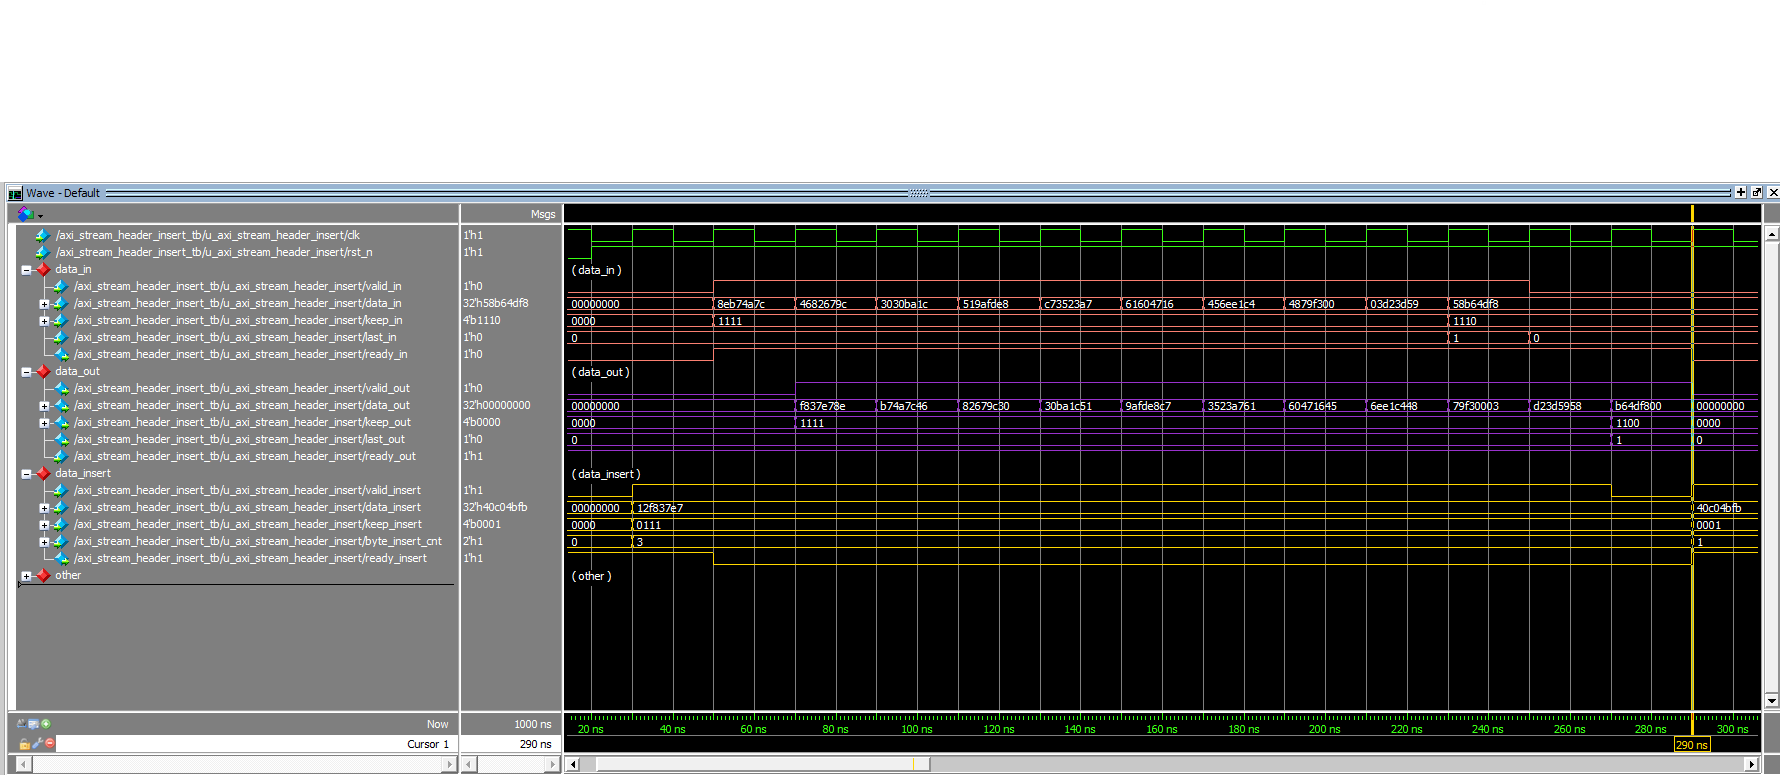 Wave - Default
Msgs
/axi_stream_header_insert_tb/u_axi_stream_header_insert/clk 1'h1
/axi_stream_header_insert_tb/u_axi_stream_header_insert/rst_n 1'h1
data_in (data_in)
/axi_stream_header_insert_tb/u_axi_stream_header_insert/valid_in 1'h0
/axi_stream_header_insert_tb/u_axi_stream_header_insert/data_in 32'h58b64df8 00000000 8eb74a7c 4682679c 3030ba1c 519afde8 c73523a7 61604716 456ee1c4 4879f300 03d23d59 58b64df8
/axi_stream_header_insert_tb/u_axi_stream_header_insert/keep_in 4'b1110 0000 1111 1110
/axi_stream_header_insert_tb/u_axi_stream_header_insert/last_in 1'h0 0 1 0
/axi_stream_header_insert_tb/u_axi_stream_header_insert/ready_in 1'h0
data_out (data_out)
/axi_stream_header_insert_tb/u_axi_stream_header_insert/valid_out 1'h0
/axi_stream_header_insert_tb/u_axi_stream_header_insert/data_out 32'h00000000 00000000 f837e78e b74a7c46 82679c30 30ba1c51 9afde8c7 3523a761 60471645 6ee1c448 79f30003 d23d5958 b64df800 00000000
/axi_stream_header_insert_tb/u_axi_stream_header_insert/keep_out 4'b0000 0000 1111 1100 0000
/axi_stream_header_insert_tb/u_axi_stream_header_insert/last_out 1'h0 0 1 0
/axi_stream_header_insert_tb/u_axi_stream_header_insert/ready_out 1'h1
data_insert (data_insert)
/axi_stream_header_insert_tb/u_axi_stream_header_insert/valid_insert 1'h1
/axi_stream_header_insert_tb/u_axi_stream_header_insert/data_insert 32'h40c04bfb 00000000 12f837e7 40c04bfb
/axi_stream_header_insert_tb/u_axi_stream_header_insert/keep_insert 4'b0001 0000 0111 0001
/axi_stream_header_insert_tb/u_axi_stream_header_insert/byte_insert_cnt 2'h1 0 3 1
/axi_stream_header_insert_tb/u_axi_stream_header_insert/ready_insert 1'h1
other (other)
Now 1000 ns 20 ns 40 ns 60 ns 80 ns 100 ns 120 ns 140 ns 160 ns 180 ns 200 ns 220 ns 240 ns 260 ns 280 ns 300 ns
Cursor 1 290 ns 290 ns